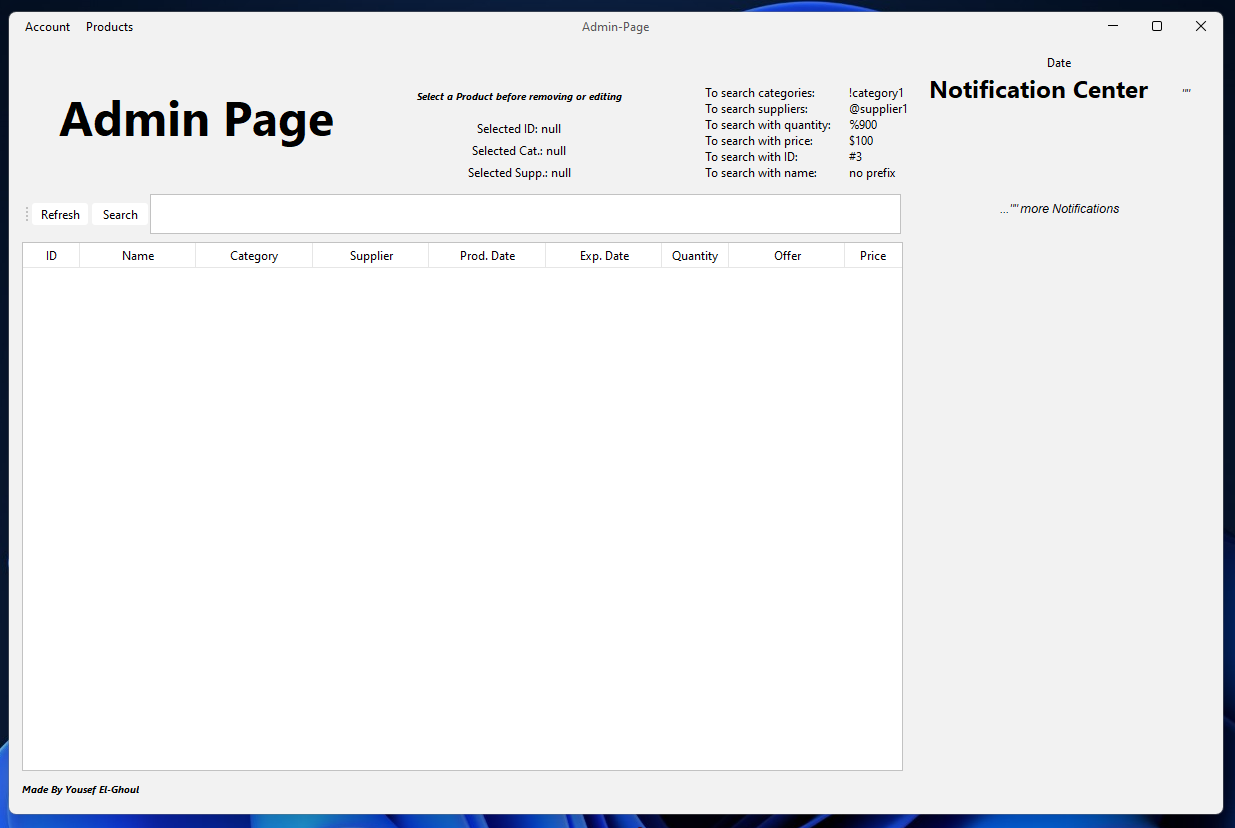 Account Products Admin-Page
Date
Admin Page
Select a Product before removing or editing
Selected ID: null
Selected Cat.: null
Selected Supp.: null
To search categories: !category1
To search suppliers: @supplier1
To search with quantity: %900
To search with price: $100
To search with ID: #3
To search with name: no prefix
Notification Center ""
..."" more Notifications
Refresh Search
ID Name Category Supplier Prod. Date Exp. Date Quantity Offer Price
Made By Yousef El-Ghoul